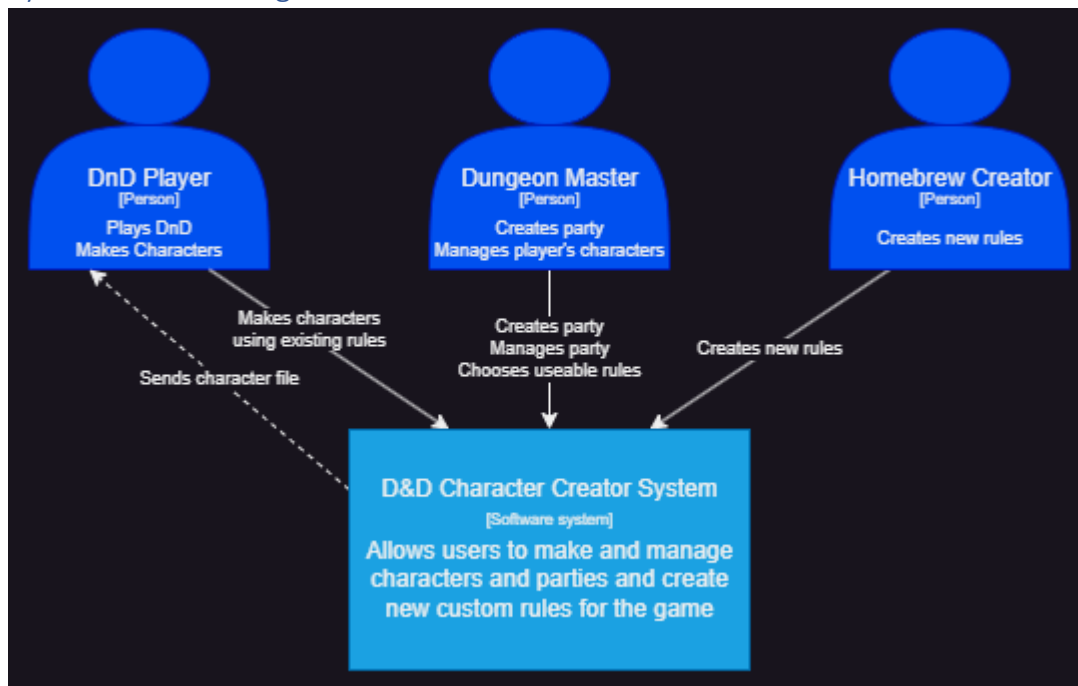 DnD Player
[Person]
Plays DnD
Makes Characters
Dungeon Master
[Person]
Creates party
Manages player's characters
Homebrew Creator
[Person]
Creates new rules
Makes characters
using existing rules
Creates party
Manages party
Chooses useable rules
Creates new rules
Sends character file
D&D Character Creator System
[Software system]
Allows users to make and manage
characters and parties and create
new custom rules for the game